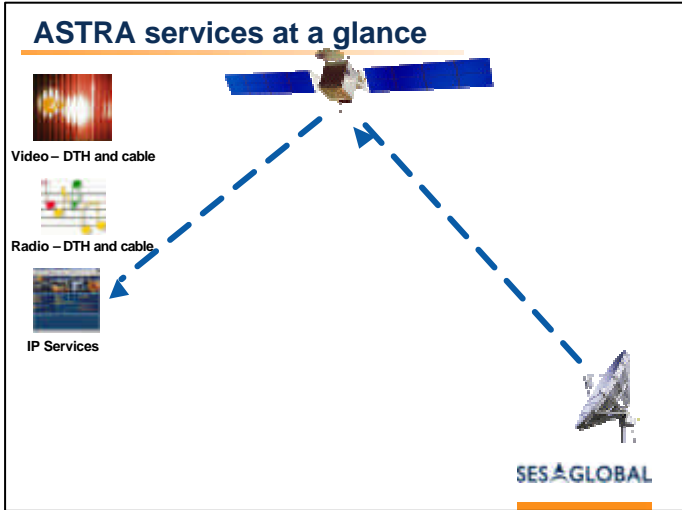 ASTRA services at a glance
Video – DTH and cable
Radio – DTH and cable
IP Services
SES GLOBAL